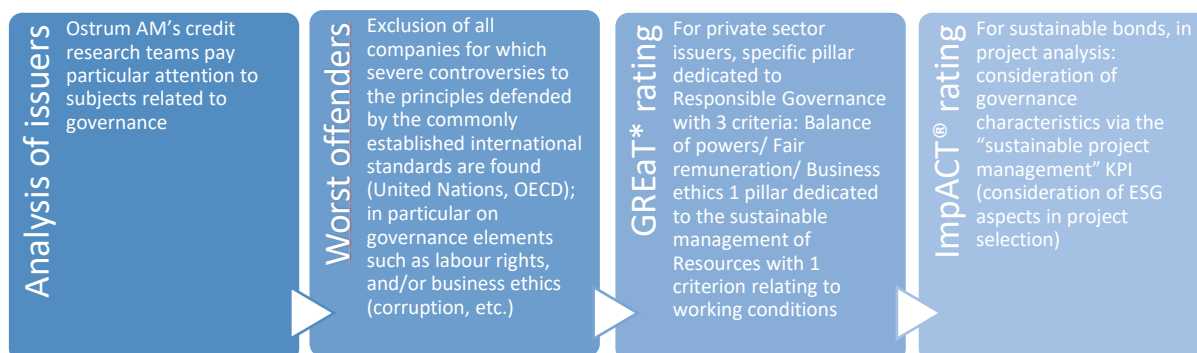 Analysis of issuers
Ostrum AM’s credit
research teams pay
particular attention to
subjects related to
governance
Worst offenders
Exclusion of all
companies for which
severe controversies to
the principles defended
by the commonly
established international
standards are found
(United Nations, OECD);
in particular on
governance elements
such as labour rights,
and/or business ethics
(corruption, etc.)
GREaT* rating
For private sector
issuers, specific pillar
dedicated to
Responsible Governance
with 3 criteria: Balance
of powers/ Fair
remuneration/ Business
ethics 1 pillar dedicated
to the sustainable
management of
Resources with 1
criterion relating to
working conditions
ImpACT® rating
For sustainable bonds, in
project analysis:
consideration of
governance
characteristics via the
“sustainable project
management” KPI
(consideration of ESG
aspects in project
selection)